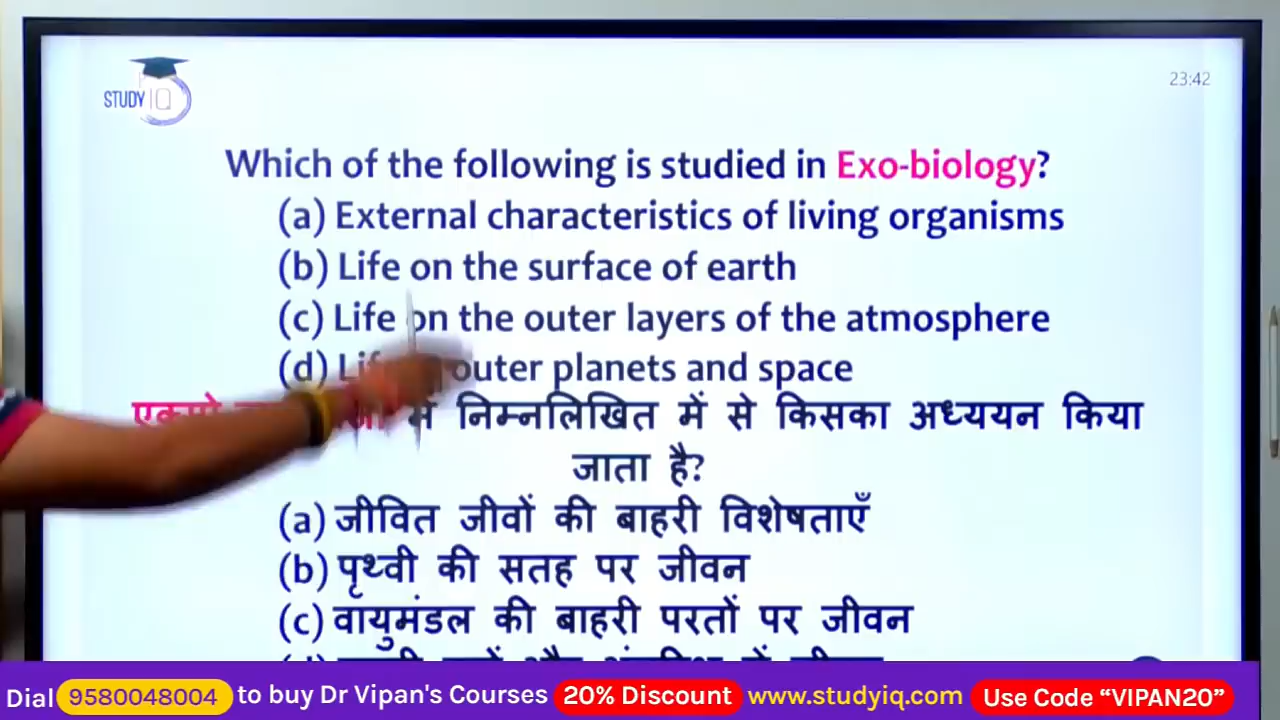 STUDY IQ
23:42
Which of the following is studied in Exo-biology?
(a) External characteristics of living organisms
(b) Life on the surface of earth
(c) Life on the outer layers of the atmosphere
(d) outer planets and space
में निम्नलिखित में से किसका अध्ययन किया
जाता है?
(a) जीवित जीवों की बाहरी विशेषताएँ
(b) पृथ्वी की सतह पर जीवन
(c) वायुमंडल की बाहरी परतों पर जीवन
Dial 9580048004 to buy Dr Vipan's Courses 20% Discount www.studyiq.com Use Code “VIPAN20”